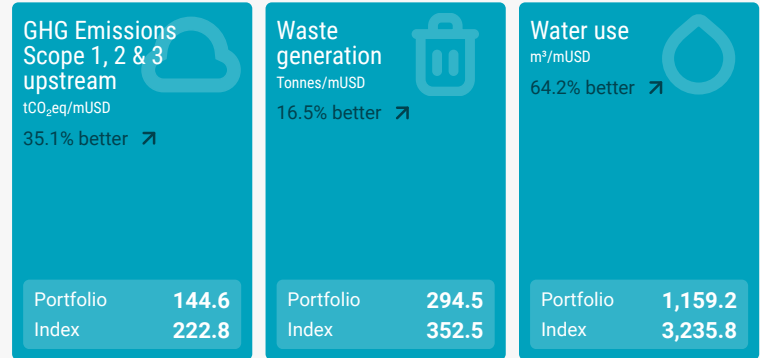 GHG Emissions
Scope 1, 2 & 3
upstream
tCO₂eq/mUSD
35.1% better
Portfolio 144.6
Index 222.8
Waste
generation
Tonnes/mUSD
16.5% better
Portfolio 294.5
Index 352.5
Water use
m³/mUSD
64.2% better
Portfolio 1,159.2
Index 3,235.8